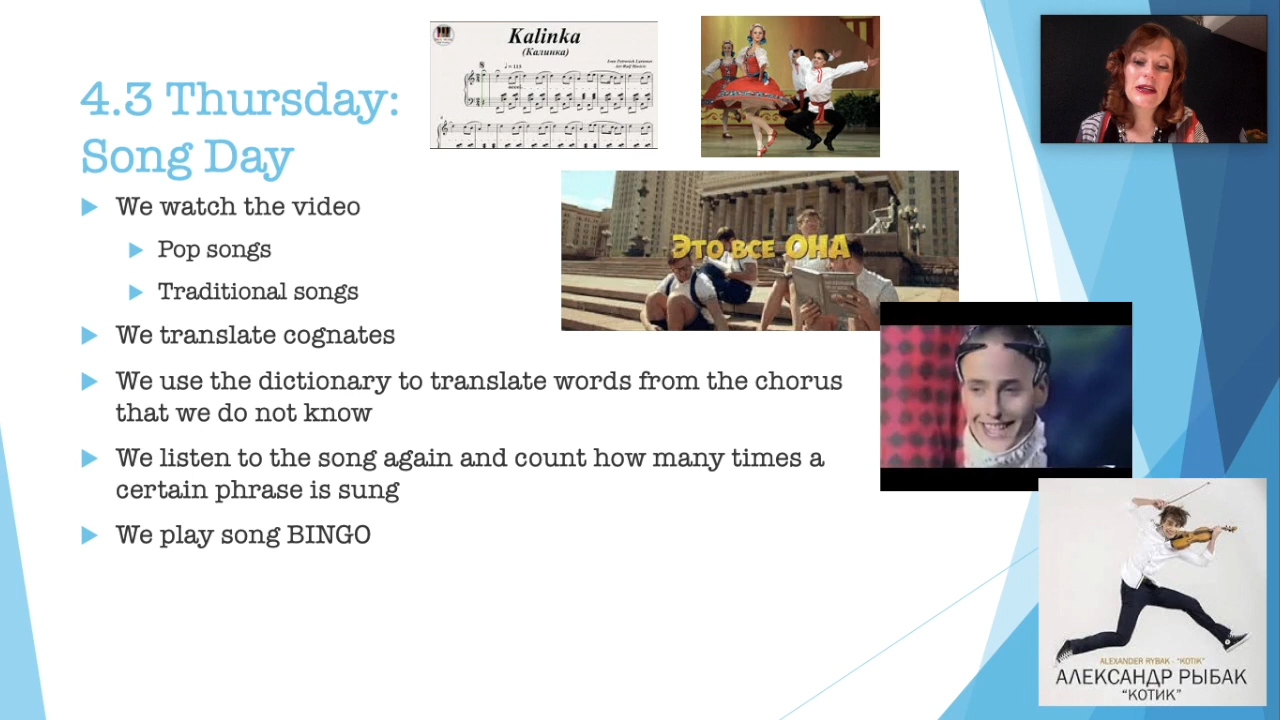 4.3 Thursday:
Song Day
We watch the video
Pop songs
Traditional songs
We translate cognates
We use the dictionary to translate words from the chorus
that we do not know
We listen to the song again and count how many times a
certain phrase is sung
We play song BINGO
Kalinka
(Калинка)
ЭТО ВСЕ ОНА
ALEXANDER RYBAK - "KOTIK"
АЛЕКСАНДР РЫБАК
"КОТИК"